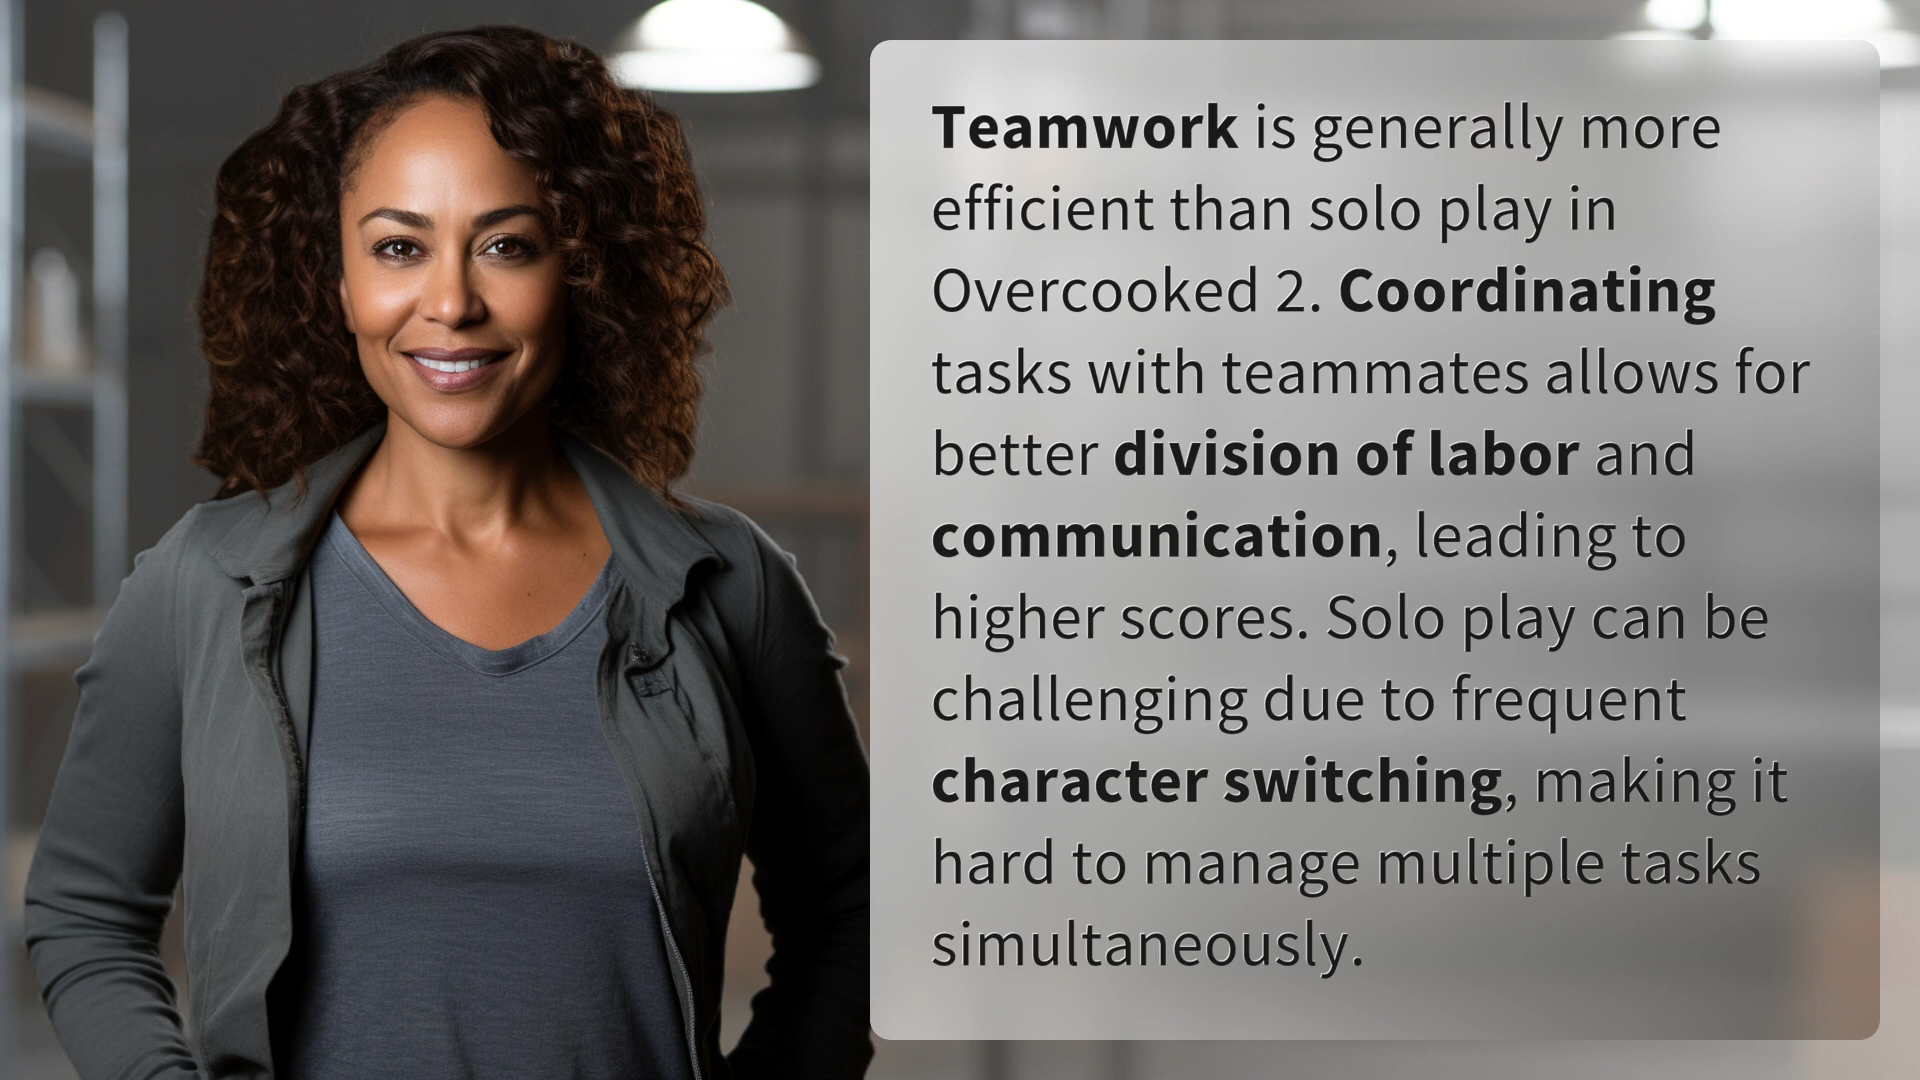 Teamwork is generally more
efficient than solo play in
Overcooked 2. Coordinating
tasks with teammates allows for
better division of labor and
communication, leading to
higher scores. Solo play can be
challenging due to frequent
character switching, making it
hard to manage multiple tasks
simultaneously.